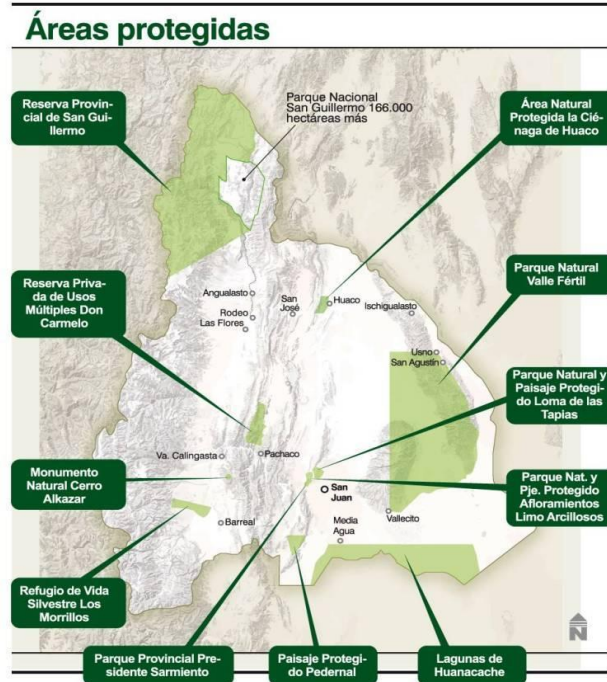 Áreas protegidas
Reserva Provin-
cial de San Gui-
llermo
Parque Nacional
San Guillermo 166.000
hectáreas más
Área Natural
Protegida la Cié-
naga de Huaco
Reserva Priva-
da de Usos
Múltiples Don
Carmelo
Angualasto
Rodeo
Las Flores
San
José
Huaco
Ischigualasto
Parque Natural
Valle Fértil
Usno
San Agustín
Parque Natural y
Paisaje Protegi-
do Loma de las
Tapias
Va. Calingasta
Pachaco
Monumento
Natural Cerro
Alkazar
San
Juan
Parque Nat. y
Pje. Protegido
Afloramientos
Limo Arcillosos
Barreal
Media
Agua
Vallecito
Refugio de Vida
Silvestre Los
Morrillos
Parque Provincial Pre-
sidente Sarmiento
Paisaje Protegi-
do Pedernal
Lagunas de
Huanacache
N